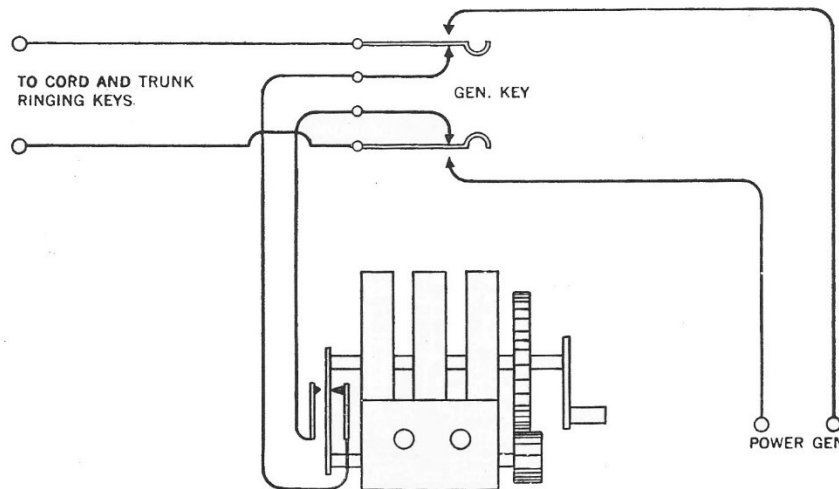 TO CORD AND TRUNK
RINGING KEYS.
GEN. KEY
POWER GEN